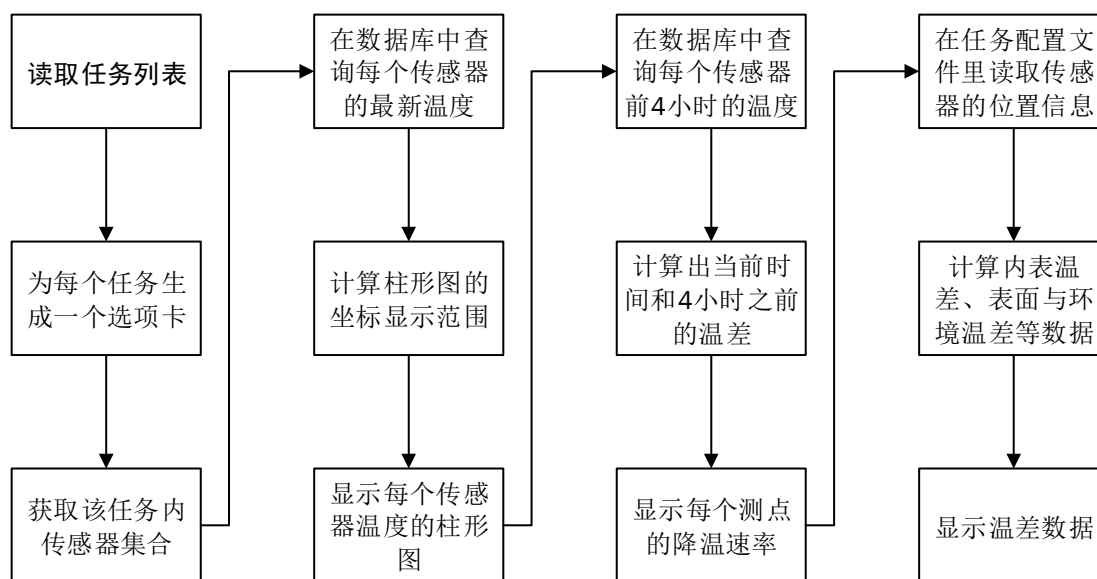 读取任务列表
为每个任务生
成一个选项卡
获取该任务内
传感器集合
在数据库中查
询每个传感器
的最新温度
计算柱形图的
坐标显示范围
显示每个传感
器温度的柱形
图
在数据库中查
询每个传感器
前4小时的温度
计算出当前时
间和4小时之前
的温差
显示每个测点
的降温速率
在任务配置文
件里读取传感
器的位置信息
计算内表温
差、表面与环
境温差等数据
显示温差数据